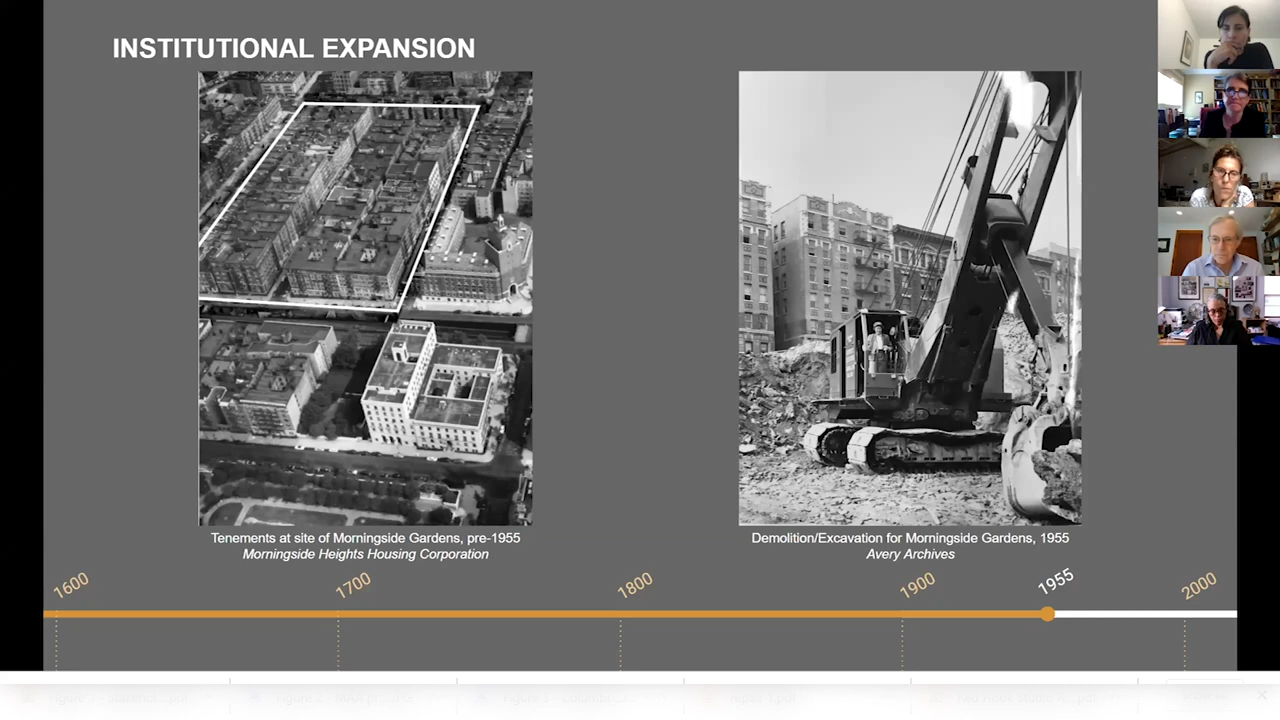 INSTITUTIONAL EXPANSION
Tenements at site of Morningside Gardens, pre-1955
Morningside Heights Housing Corporation
Demolition/Excavation for Morningside Gardens, 1955
Avery Archives
1600
1700
1800
1900
1955
2000